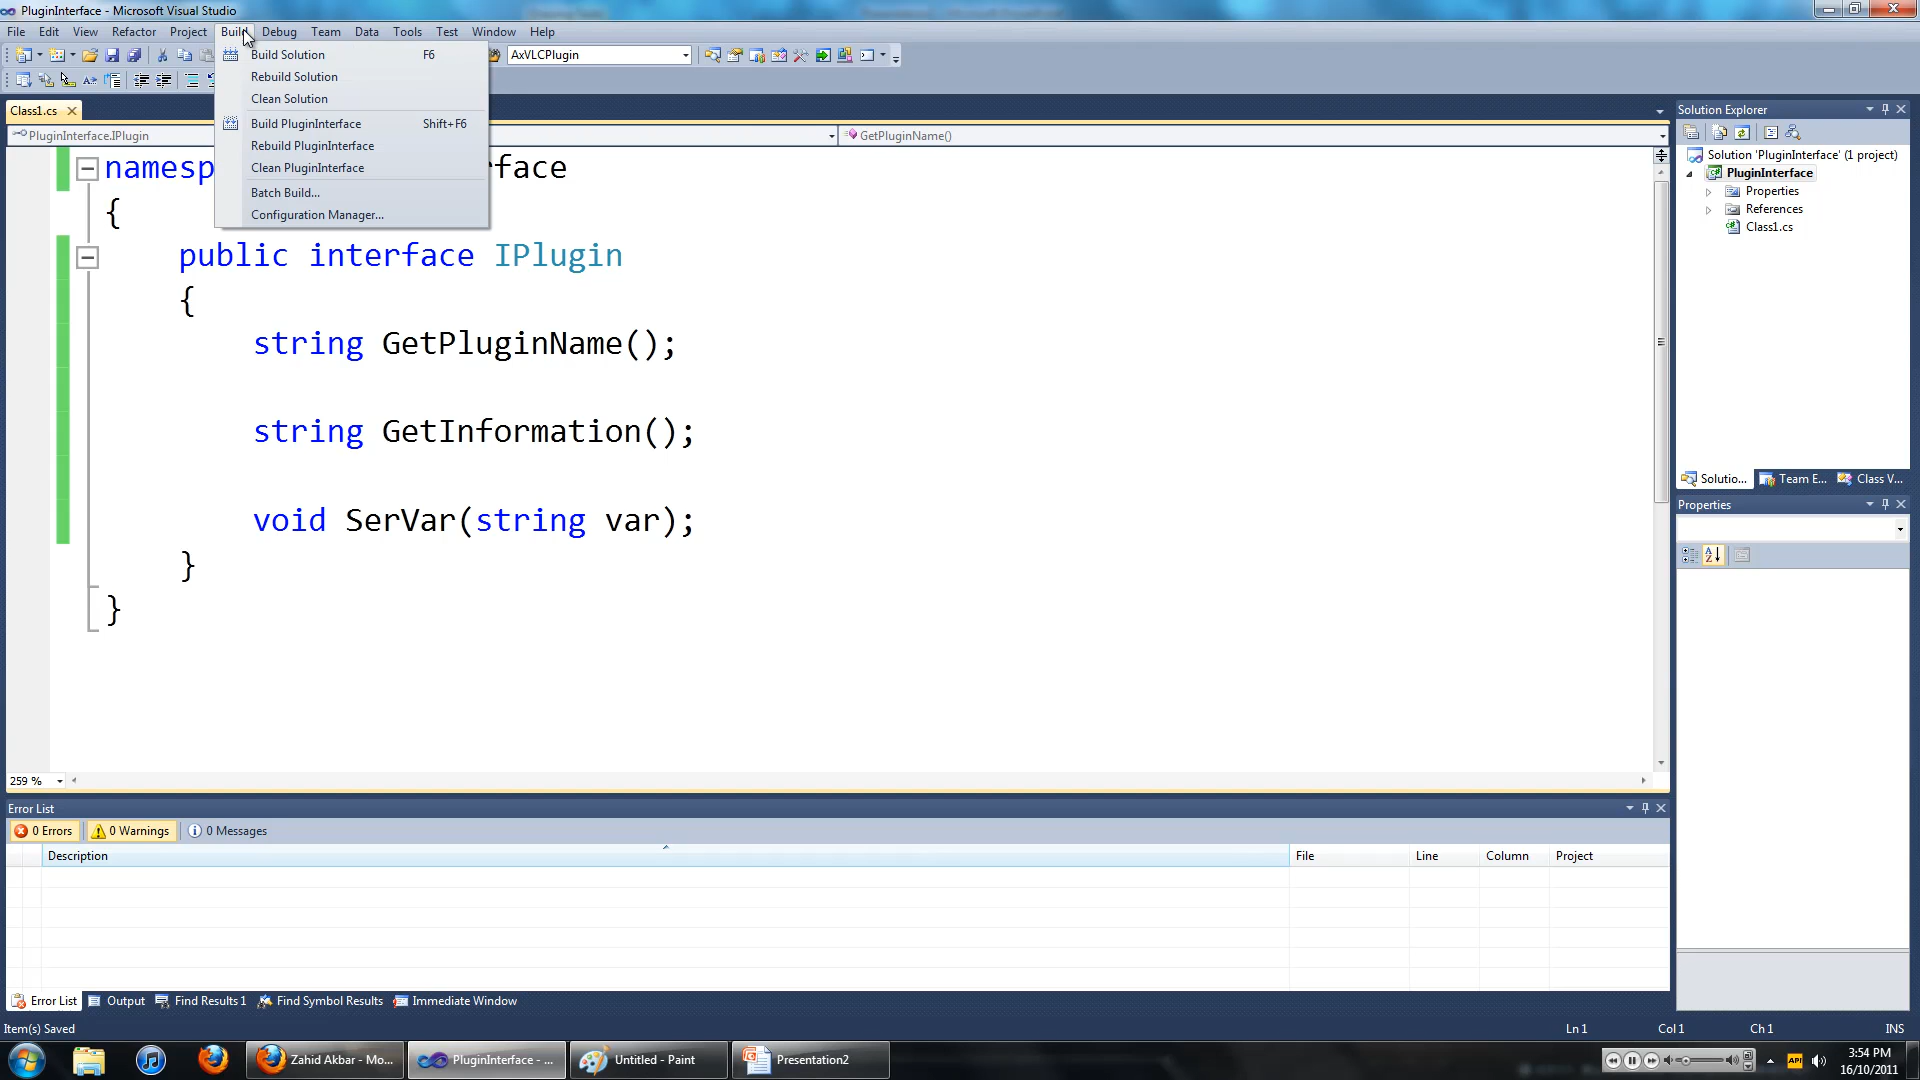 PluginInterface - Microsoft Visual Studio
File Edit View Refactor Project Build Debug Team Data Tools Test Window Help
AxVLCPlugin
Build Solution F6
Rebuild Solution
Clean Solution
Build PluginInterface Shift+F6
Rebuild PluginInterface
Clean PluginInterface
Batch Build...
Configuration Manager...
Class1.cs
PluginInterface.IPlugin
GetPluginName()
namesp rface
{
public interface IPlugin
{
string GetPluginName();
string GetInformation();
void SerVar(string var);
}
}
259 %
Solution Explorer
Solution 'PluginInterface' (1 project)
PluginInterface
Properties
References
Class1.cs
Solutio... Team E... Class V...
Properties
Error List
0 Errors 0 Warnings 0 Messages
Description File Line Column Project
Error List Output Find Results 1 Find Symbol Results Immediate Window
Item(s) Saved Ln 1 Col 1 Ch 1 INS
Zahid Akbar - Mo... PluginInterface - ... Untitled - Paint Presentation2
API
3:54 PM
16/10/2011